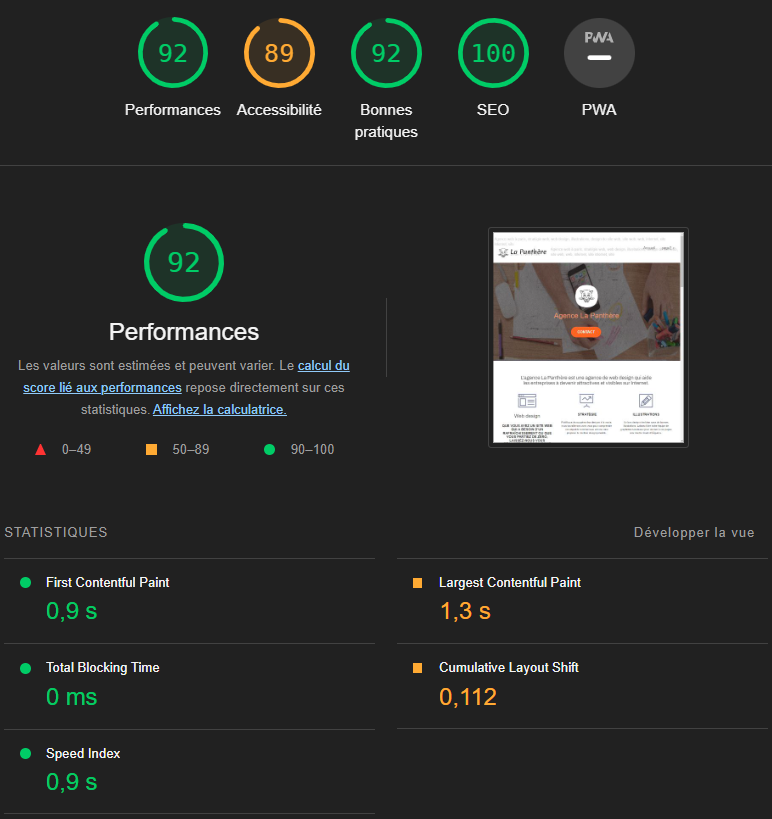 92
89
92
100
PWA
Performances
Accessibilité
Bonnes
pratiques
SEO
PWA
92
Performances
Les valeurs sont estimées et peuvent varier. Le calcul du
score lié aux performances repose directement sur ces
statistiques. Affichez la calculatrice.
0–49
50–89
90–100
La Panthère
Agence La Panthère
CONTACT
L'agence La Panthère est une agence de web design qui aide
les entreprises à devenir attractives et visibles sur Internet
Web design
STRATÉGIE
ILLUSTRATIONS
STATISTIQUES
Développer la vue
First Contentful Paint
0,9 s
Largest Contentful Paint
1,3 s
Total Blocking Time
0 ms
Cumulative Layout Shift
0,112
Speed Index
0,9 s